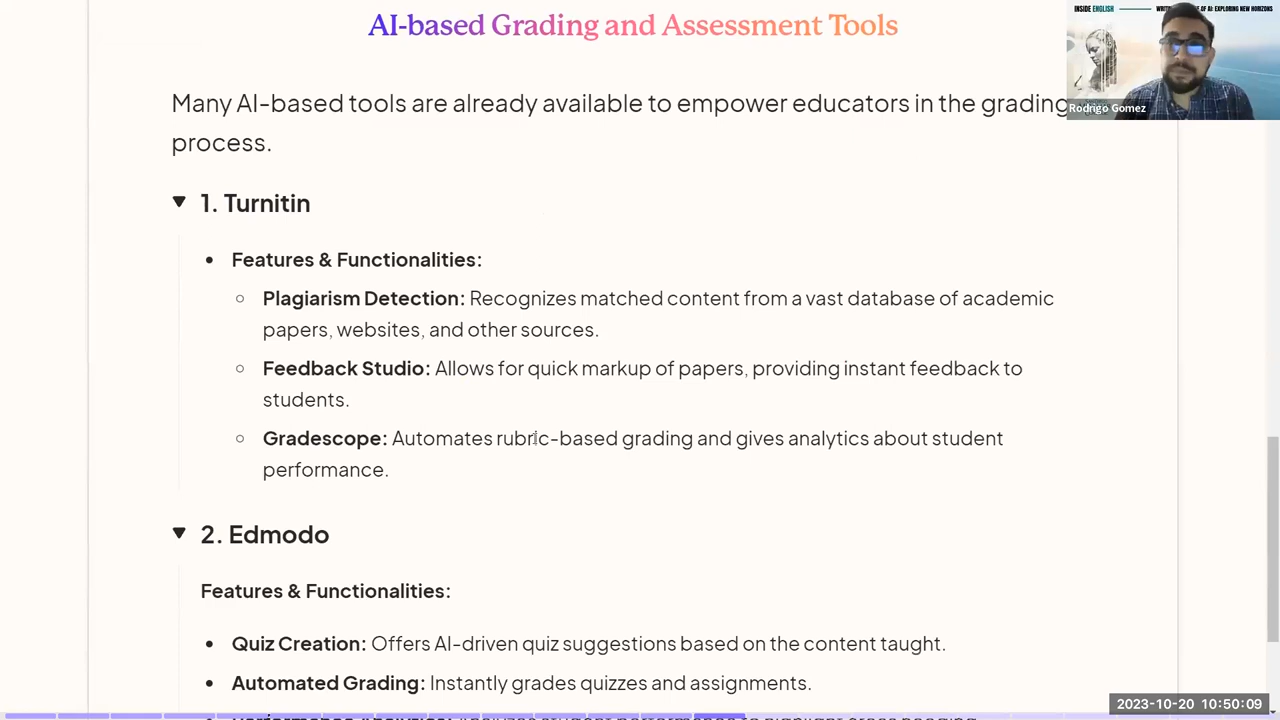 AI-based Grading and Assessment Tools
INSIDE ENGLISH
OF AI: EXPLORING NEW HORIZONS
Rodrigo Gomez
Many AI-based tools are already available to empower educators in the grading
process.
1. Turnitin
Features & Functionalities:
Plagiarism Detection: Recognizes matched content from a vast database of academic
papers, websites, and other sources.
Feedback Studio: Allows for quick markup of papers, providing instant feedback to
students.
Gradescope: Automates rubric-based grading and gives analytics about student
performance.
2. Edmodo
Features & Functionalities:
Quiz Creation: Offers AI-driven quiz suggestions based on the content taught.
Automated Grading: Instantly grades quizzes and assignments.
2023-10-20 10:50:09